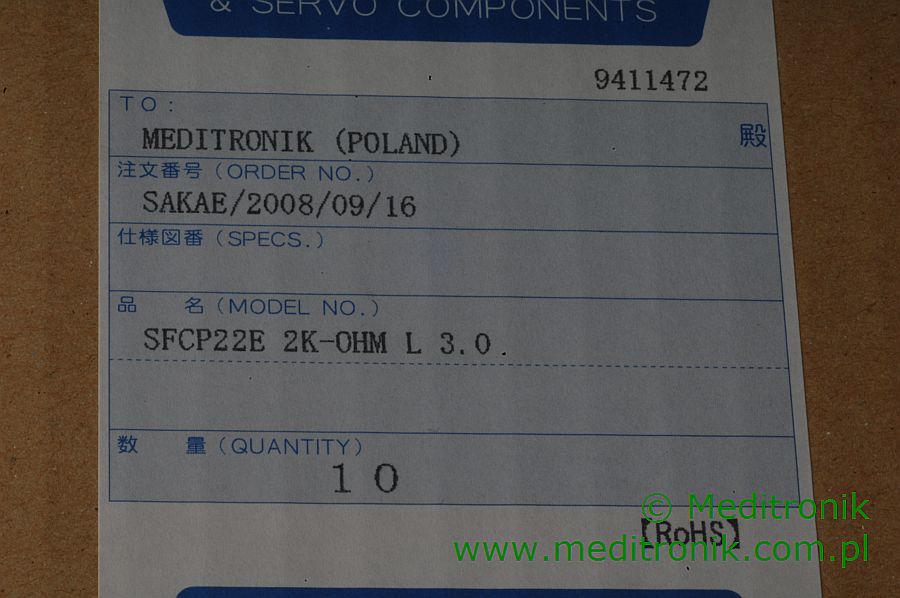 & SERVO COMPONENTS
9411472
TO:
MEDITRONIK (POLAND) 殿
注文番号(ORDER NO.)
SAKAE/2008/09/16
仕様図番(SPECS.)
品 名(MODEL NO.)
SFCP22E 2K-OHM L 3.0.
数 量(QUANTITY)
10
© Meditronik
【RoHS】
www.meditronik.com.pl